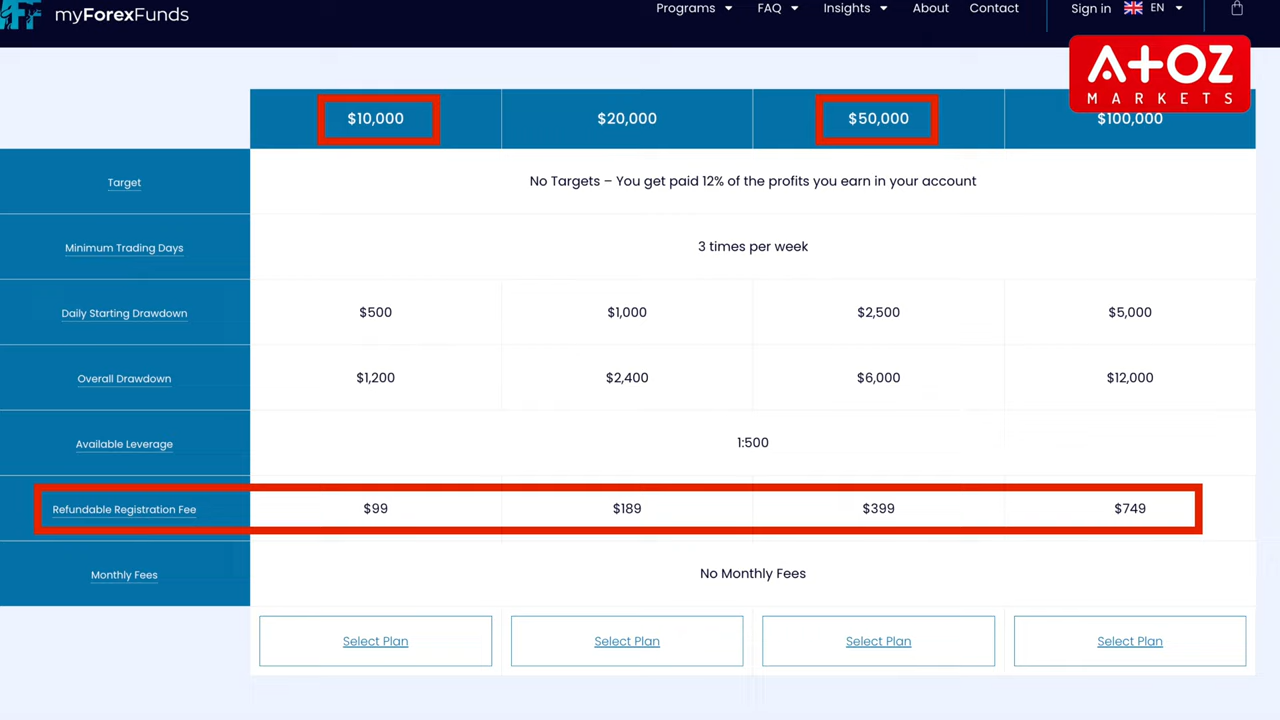 myForexFunds
Programs FAQ Insights About Contact Sign in EN
A+OZ
MARKETS
$10,000 $20,000 $50,000 $100,000
Target No Targets – You get paid 12% of the profits you earn in your account
Minimum Trading Days 3 times per week
Daily Starting Drawdown $500 $1,000 $2,500 $5,000
Overall Drawdown $1,200 $2,400 $6,000 $12,000
Available Leverage 1:500
Refundable Registration Fee $99 $189 $399 $749
Monthly Fees No Monthly Fees
Select Plan Select Plan Select Plan Select Plan